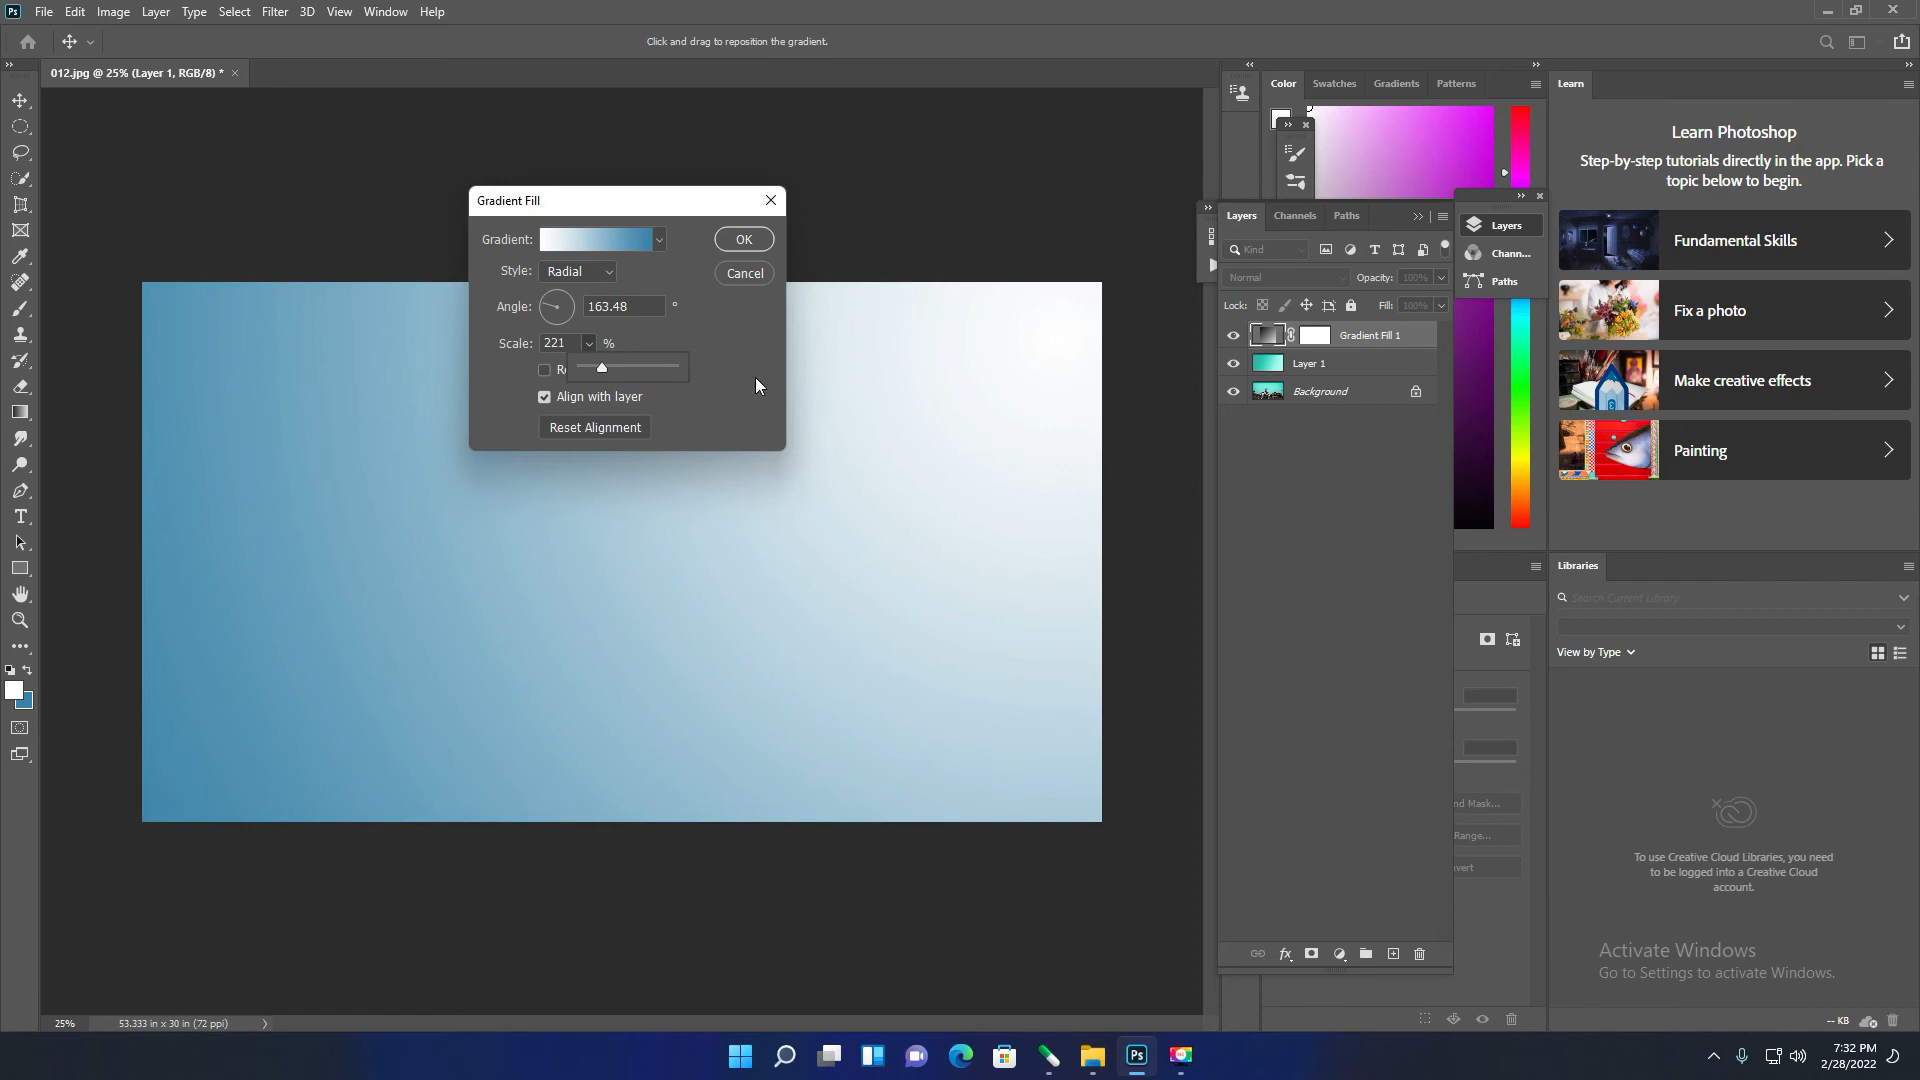 Ps File Edit Image Layer Type Select Filter 3D View Window Help
Click and drag to reposition the gradient.
012.jpg @ 25% (Layer 1, RGB/8) *
Color Swatches Gradients Patterns
Learn
Learn Photoshop
Step-by-step tutorials directly in the app. Pick a
topic below to begin.
Fundamental Skills
Fix a photo
Make creative effects
Painting
Gradient Fill
Gradient:
OK
Style: Radial
Cancel
Angle: 163.48 °
Scale: 221 %
Align with layer
Reset Alignment
Layers Channels Paths
Kind
Normal Opacity: 100%
Lock: Fill: 100%
Gradient Fill 1
Layer 1
Background
Layers
Chann...
Paths
nd Mask...
Range...
vert
Libraries
Search Current Library
View by Type
To use Creative Cloud Libraries, you need
to be logged into a Creative Cloud
account.
Activate Windows
Go to Settings to activate Windows.
-- KB
25% 53.333 in x 30 in (72 ppi)
Ps
7:32 PM
2/28/2022